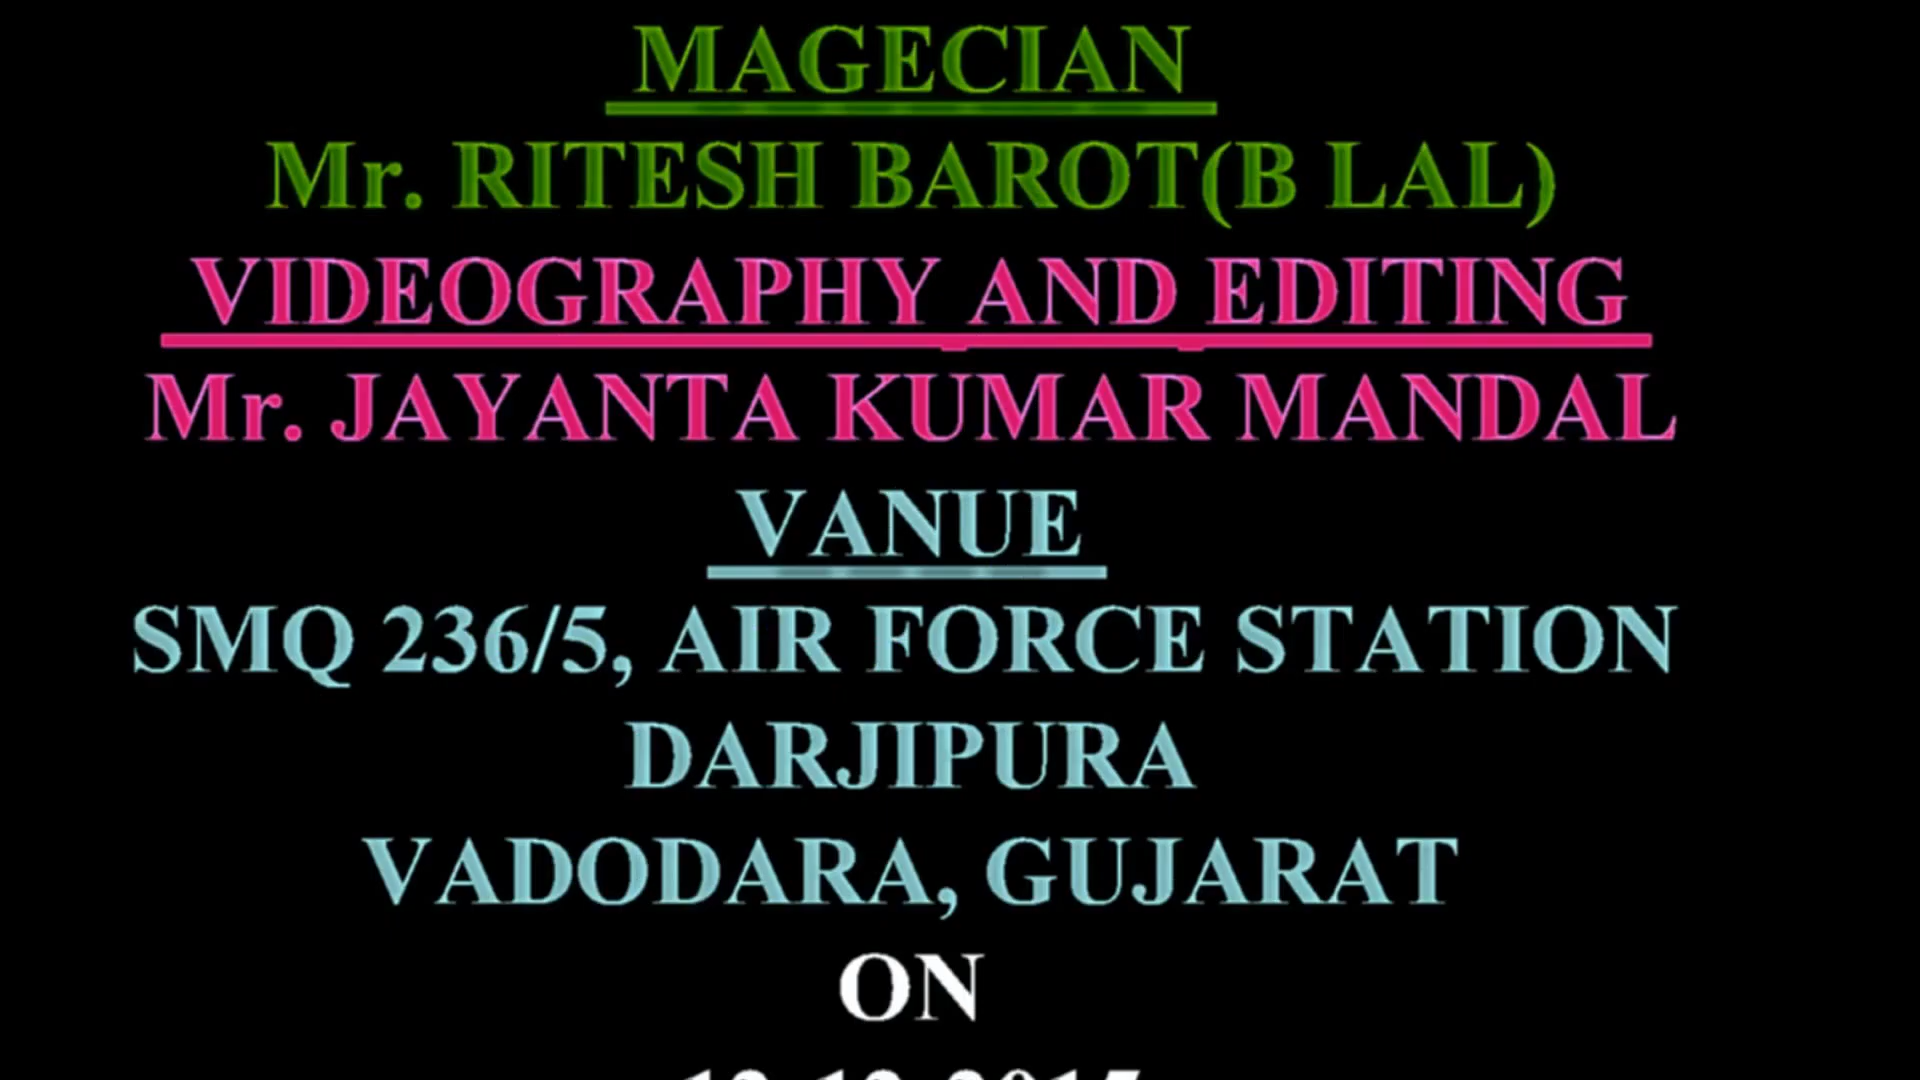 MAGECIAN
Mr. RITESH BAROT(B LAL)
VIDEOGRAPHY AND EDITING
Mr. JAYANTA KUMAR MANDAL
VANUE
SMQ 236/5, AIR FORCE STATION
DARJIPURA
VADODARA, GUJARAT
ON